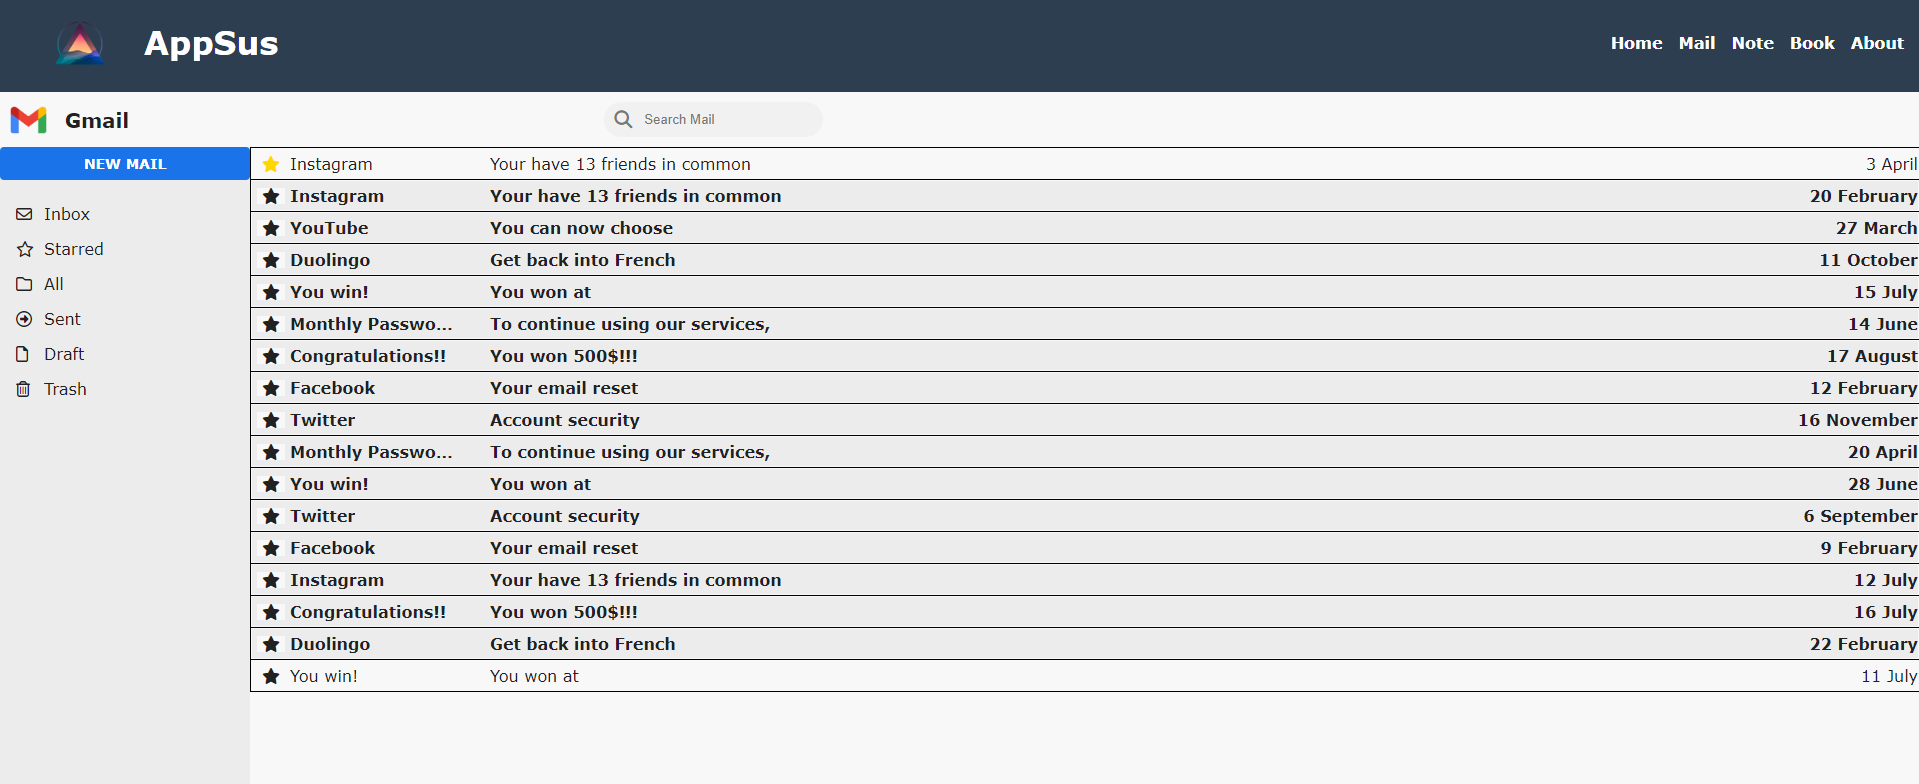 AppSus
Home Mail Note Book About
Gmail
Search Mail
NEW MAIL
Inbox
Starred
All
Sent
Draft
Trash
Instagram Your have 13 friends in common 3 April
Instagram Your have 13 friends in common 20 February
YouTube You can now choose 27 March
Duolingo Get back into French 11 October
You win! You won at 15 July
Monthly Passwo... To continue using our services, 14 June
Congratulations!! You won 500$!!! 17 August
Facebook Your email reset 12 February
Twitter Account security 16 November
Monthly Passwo... To continue using our services, 20 April
You win! You won at 28 June
Twitter Account security 6 September
Facebook Your email reset 9 February
Instagram Your have 13 friends in common 12 July
Congratulations!! You won 500$!!! 16 July
Duolingo Get back into French 22 February
You win! You won at 11 July